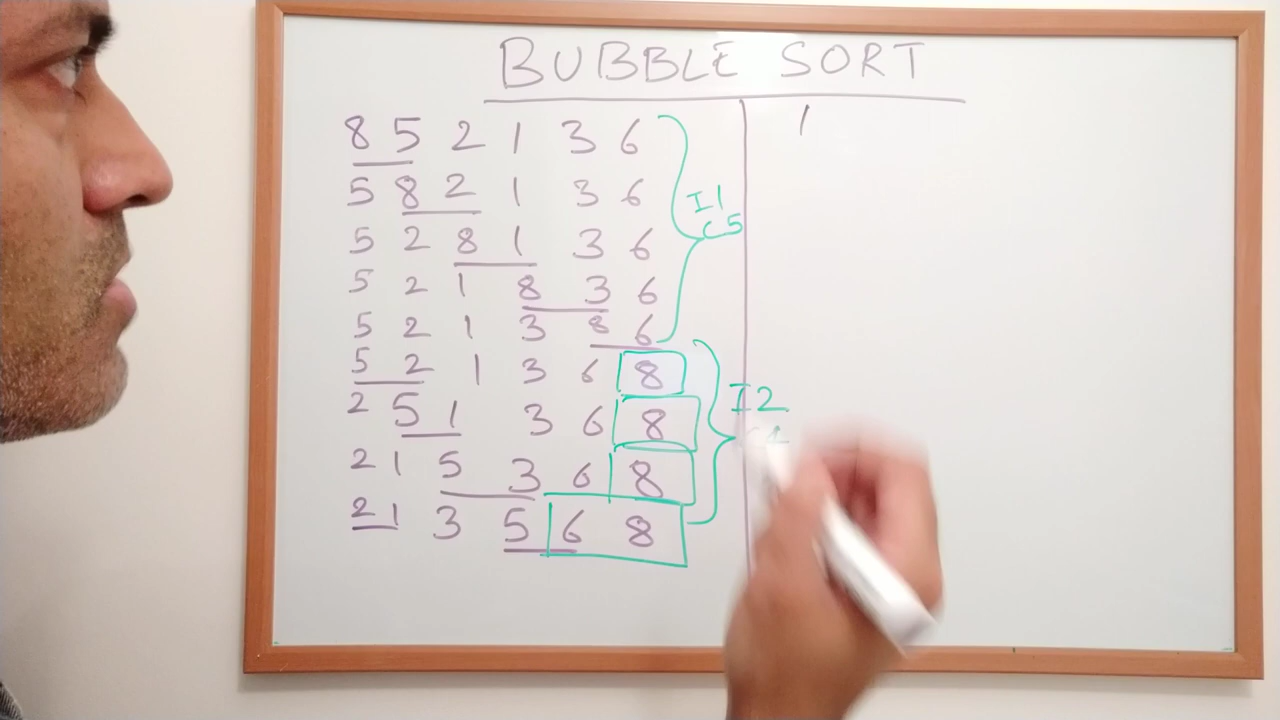 BUBBLE SORT
8 5 2 1 3 6
5 8 2 1 3 6
5 2 8 1 3 6
5 2 1 8 3 6
5 2 1 3 8 6
5 2 1 3 6 8
2 5 1 3 6 8
2 1 5 3 6 8
2 1 3 5 6 8
I1
C5
I2
1